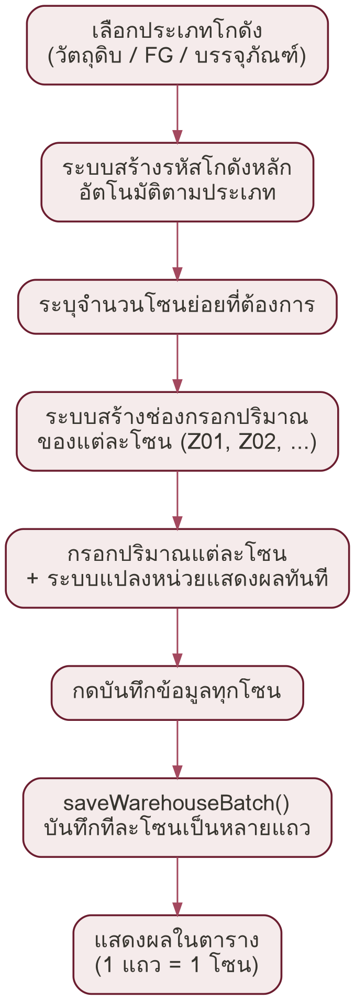 เลือกประเภทโกดัง
(วัตถุดิบ / FG / บรรจุภัณฑ์)
ระบบสร้างรหัสโกดังหลัก
อัตโนมัติตามประเภท
ระบุจำนวนโซนย่อยที่ต้องการ
ระบบสร้างช่องกรอกปริมาณ
ของแต่ละโซน (Z01, Z02, ...)
กรอกปริมาณแต่ละโซน
+ ระบบแปลงหน่วยแสดงผลทันที
กดบันทึกข้อมูลทุกโซน
saveWarehouseBatch()
บันทึกทีละโซนเป็นหลายแถว
แสดงผลในตาราง
(1 แถว = 1 โซน)